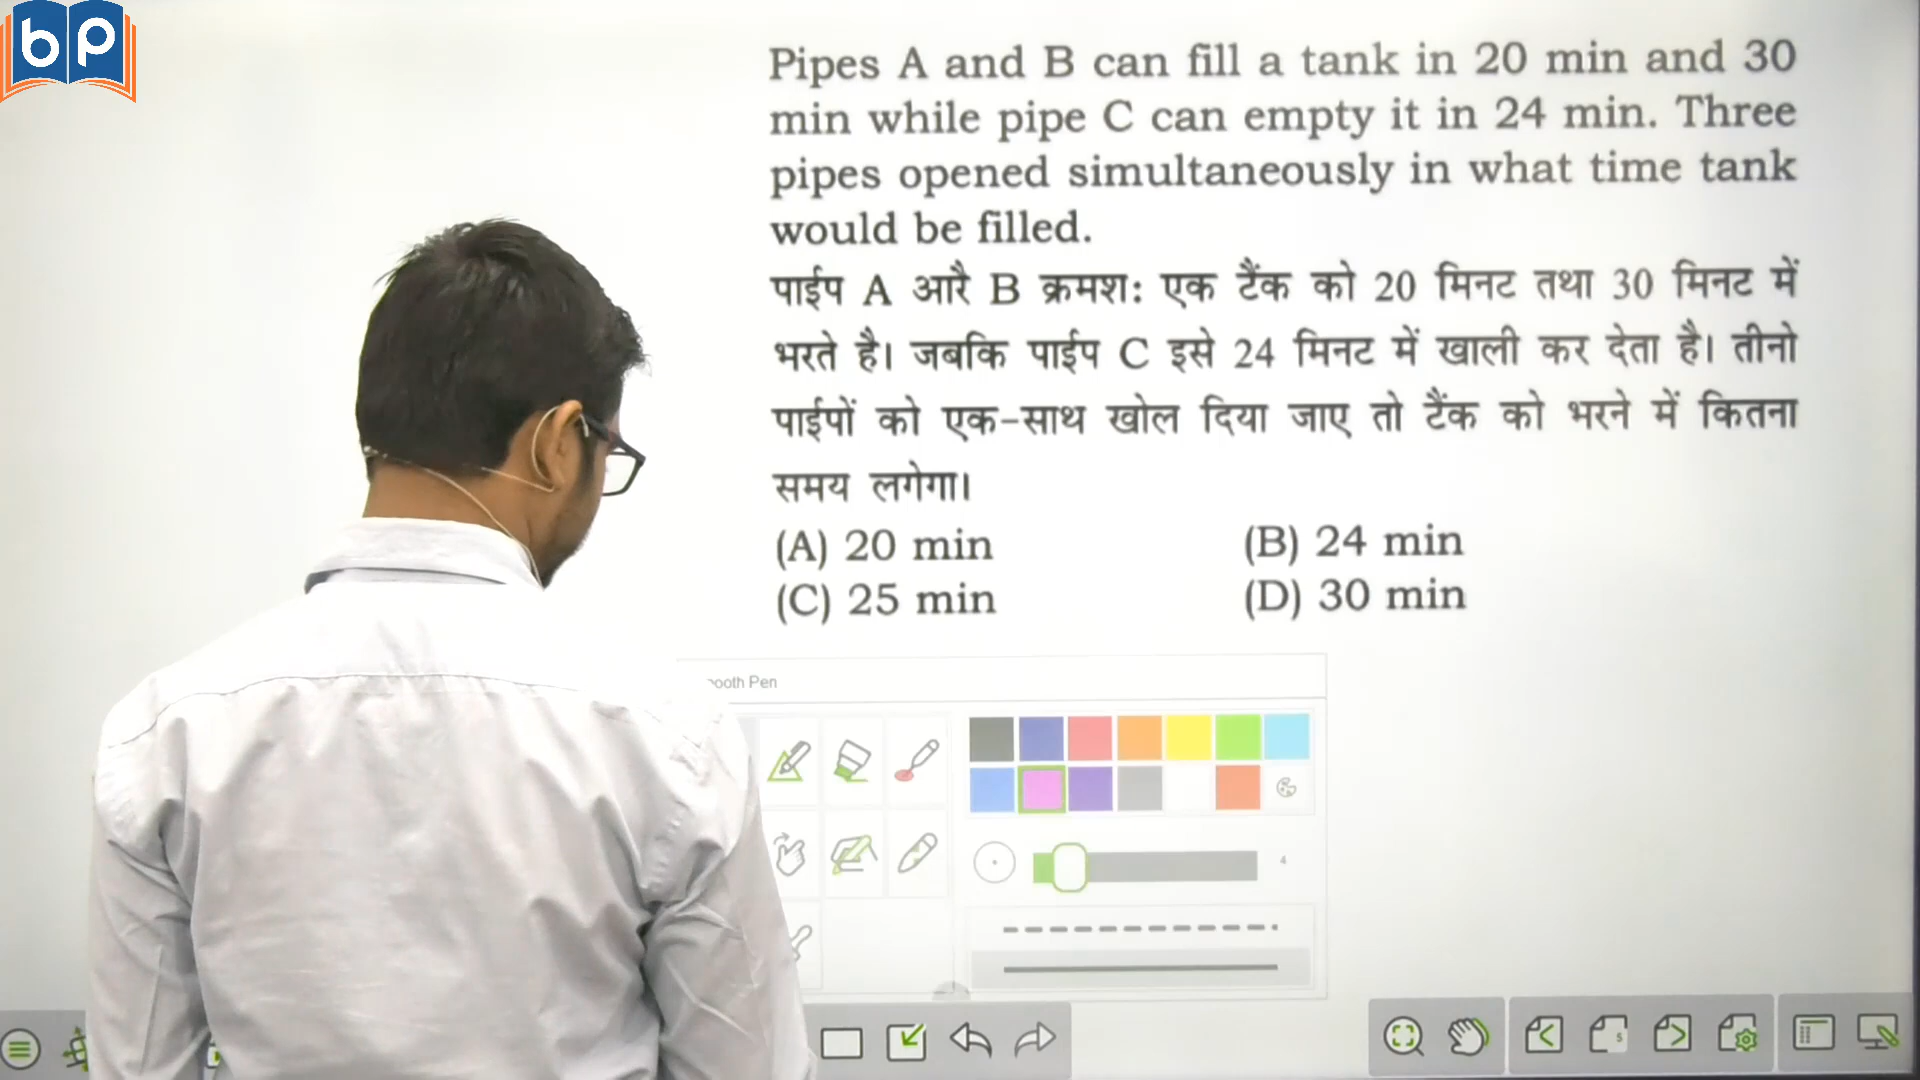 bp
Pipes A and B can fill a tank in 20 min and 30
min while pipe C can empty it in 24 min. Three
pipes opened simultaneously in what time tank
would be filled.
पाईप A आरै B क्रमश: एक टैंक को 20 मिनट तथा 30 मिनट में
भरते है। जबकि पाईप C इसे 24 मिनट में खाली कर देता है। तीनो
पाईपों को एक-साथ खोल दिया जाए तो टैंक को भरने में कितना
समय लगेगा।
(A) 20 min (B) 24 min
(C) 25 min (D) 30 min
Pen
4
5